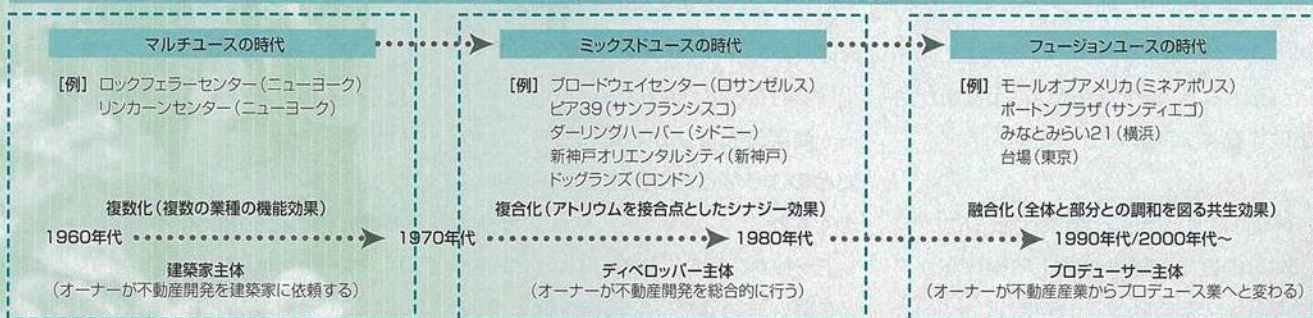 マルチユースの時代
[例] ロックフェラーセンター(ニューヨーク)
リンカーンセンター(ニューヨーク)
複数化(複数の業種の機能効果)
1960年代
建築家主体
(オーナーが不動産開発を建築家に依頼する)
1970年代
ミックスドユースの時代
[例] ブロードウェイセンター(ロサンゼルス)
ピア39(サンフランシスコ)
ダーリングハーバー(シドニー)
新神戸オリエンタルシティ(新神戸)
ドッグランズ(ロンドン)
複合化(アトリウムを接合点としたシナジー効果)
1980年代
ディベロッパー主体
(オーナーが不動産開発を総合的に行う)
フュージョンユースの時代
[例] モールオブアメリカ(ミネアポリス)
ポートンプラザ(サンディエゴ)
みなとみらい21(横浜)
台場(東京)
融合化(全体と部分との調和を図る共生効果)
1990年代/2000年代～
プロデューサー主体
(オーナーが不動産産業からプロデュース業へと変わる)